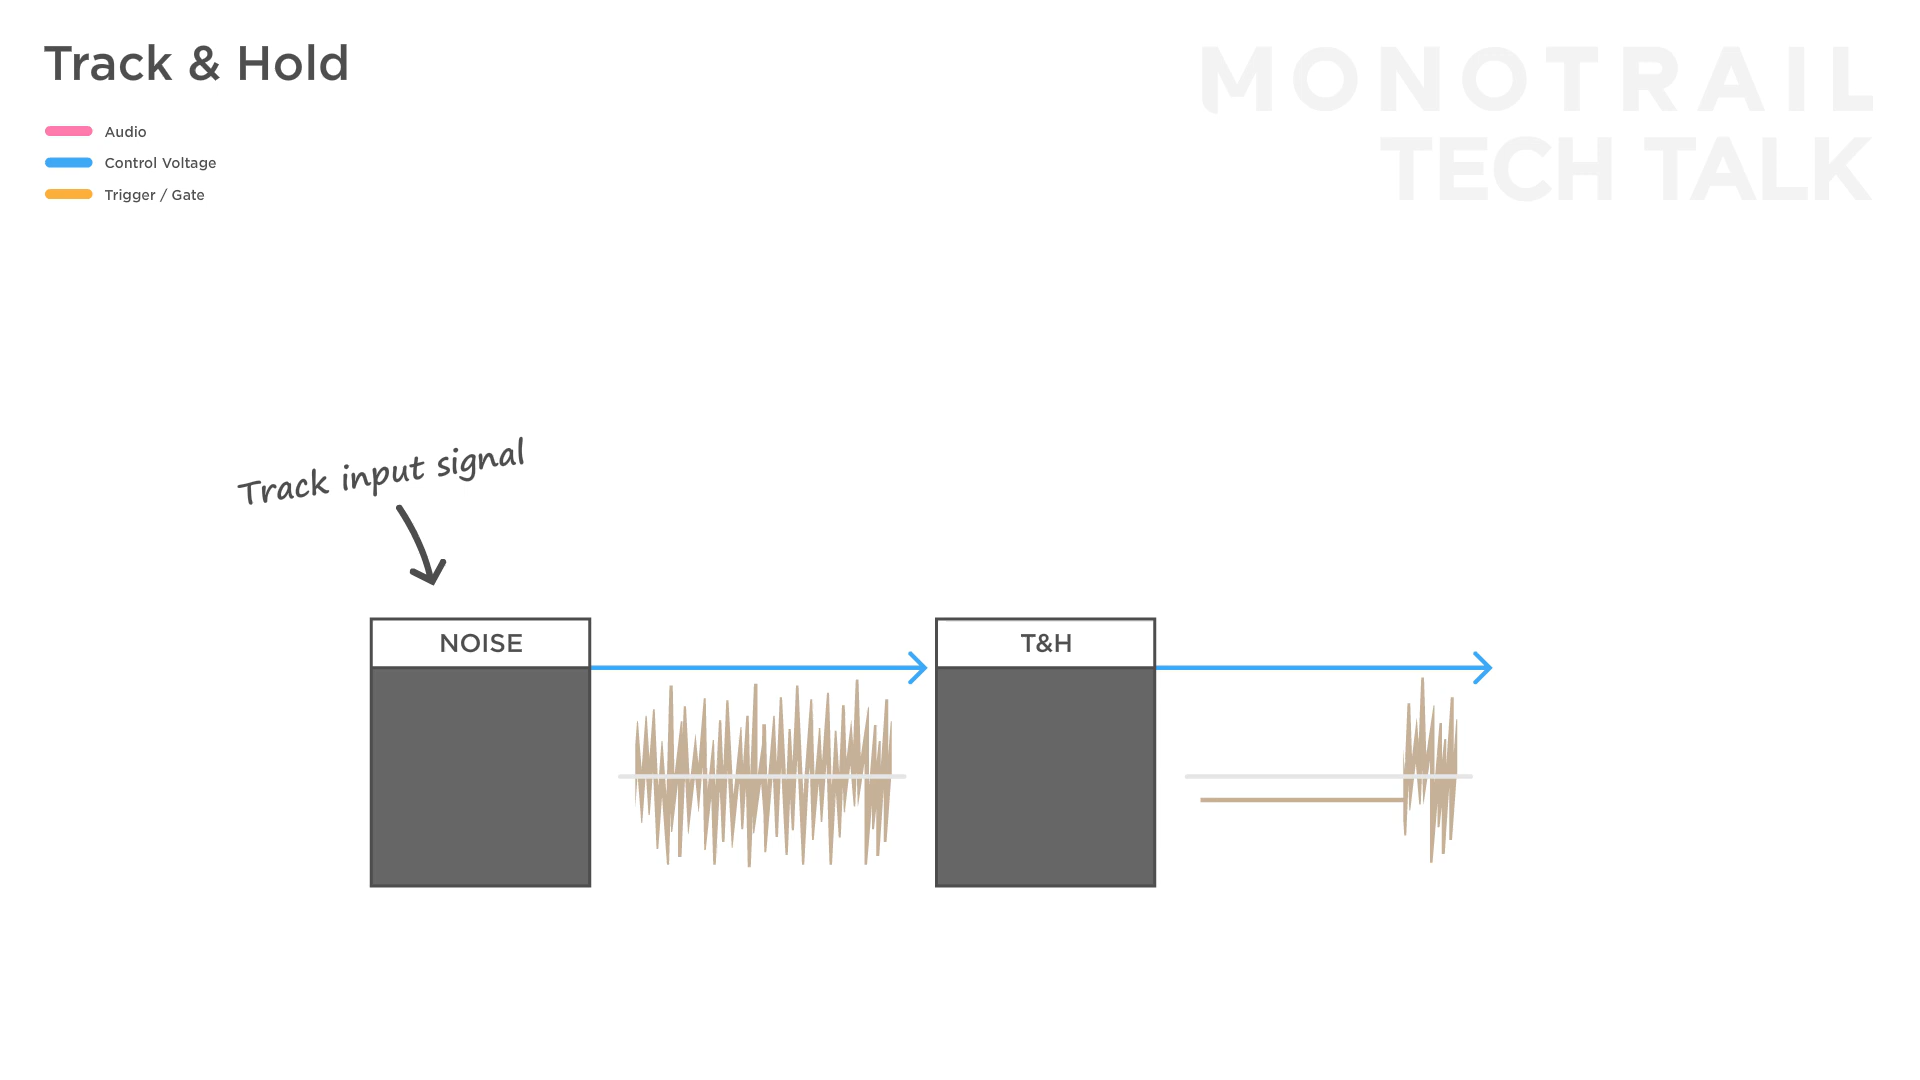 Track & Hold
MONOTRAIL
TECH TALK
Audio
Control Voltage
Trigger / Gate
Track input signal
NOISE
T&H